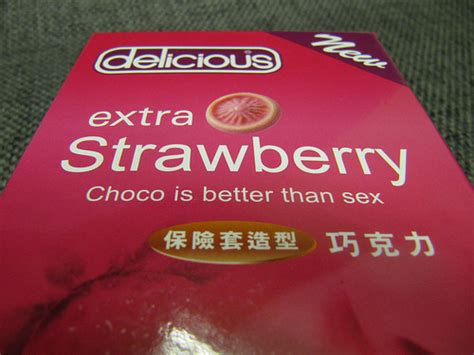 delicious®
New
extra
Strawberry
Choco is better than sex
保險套造型 巧克力